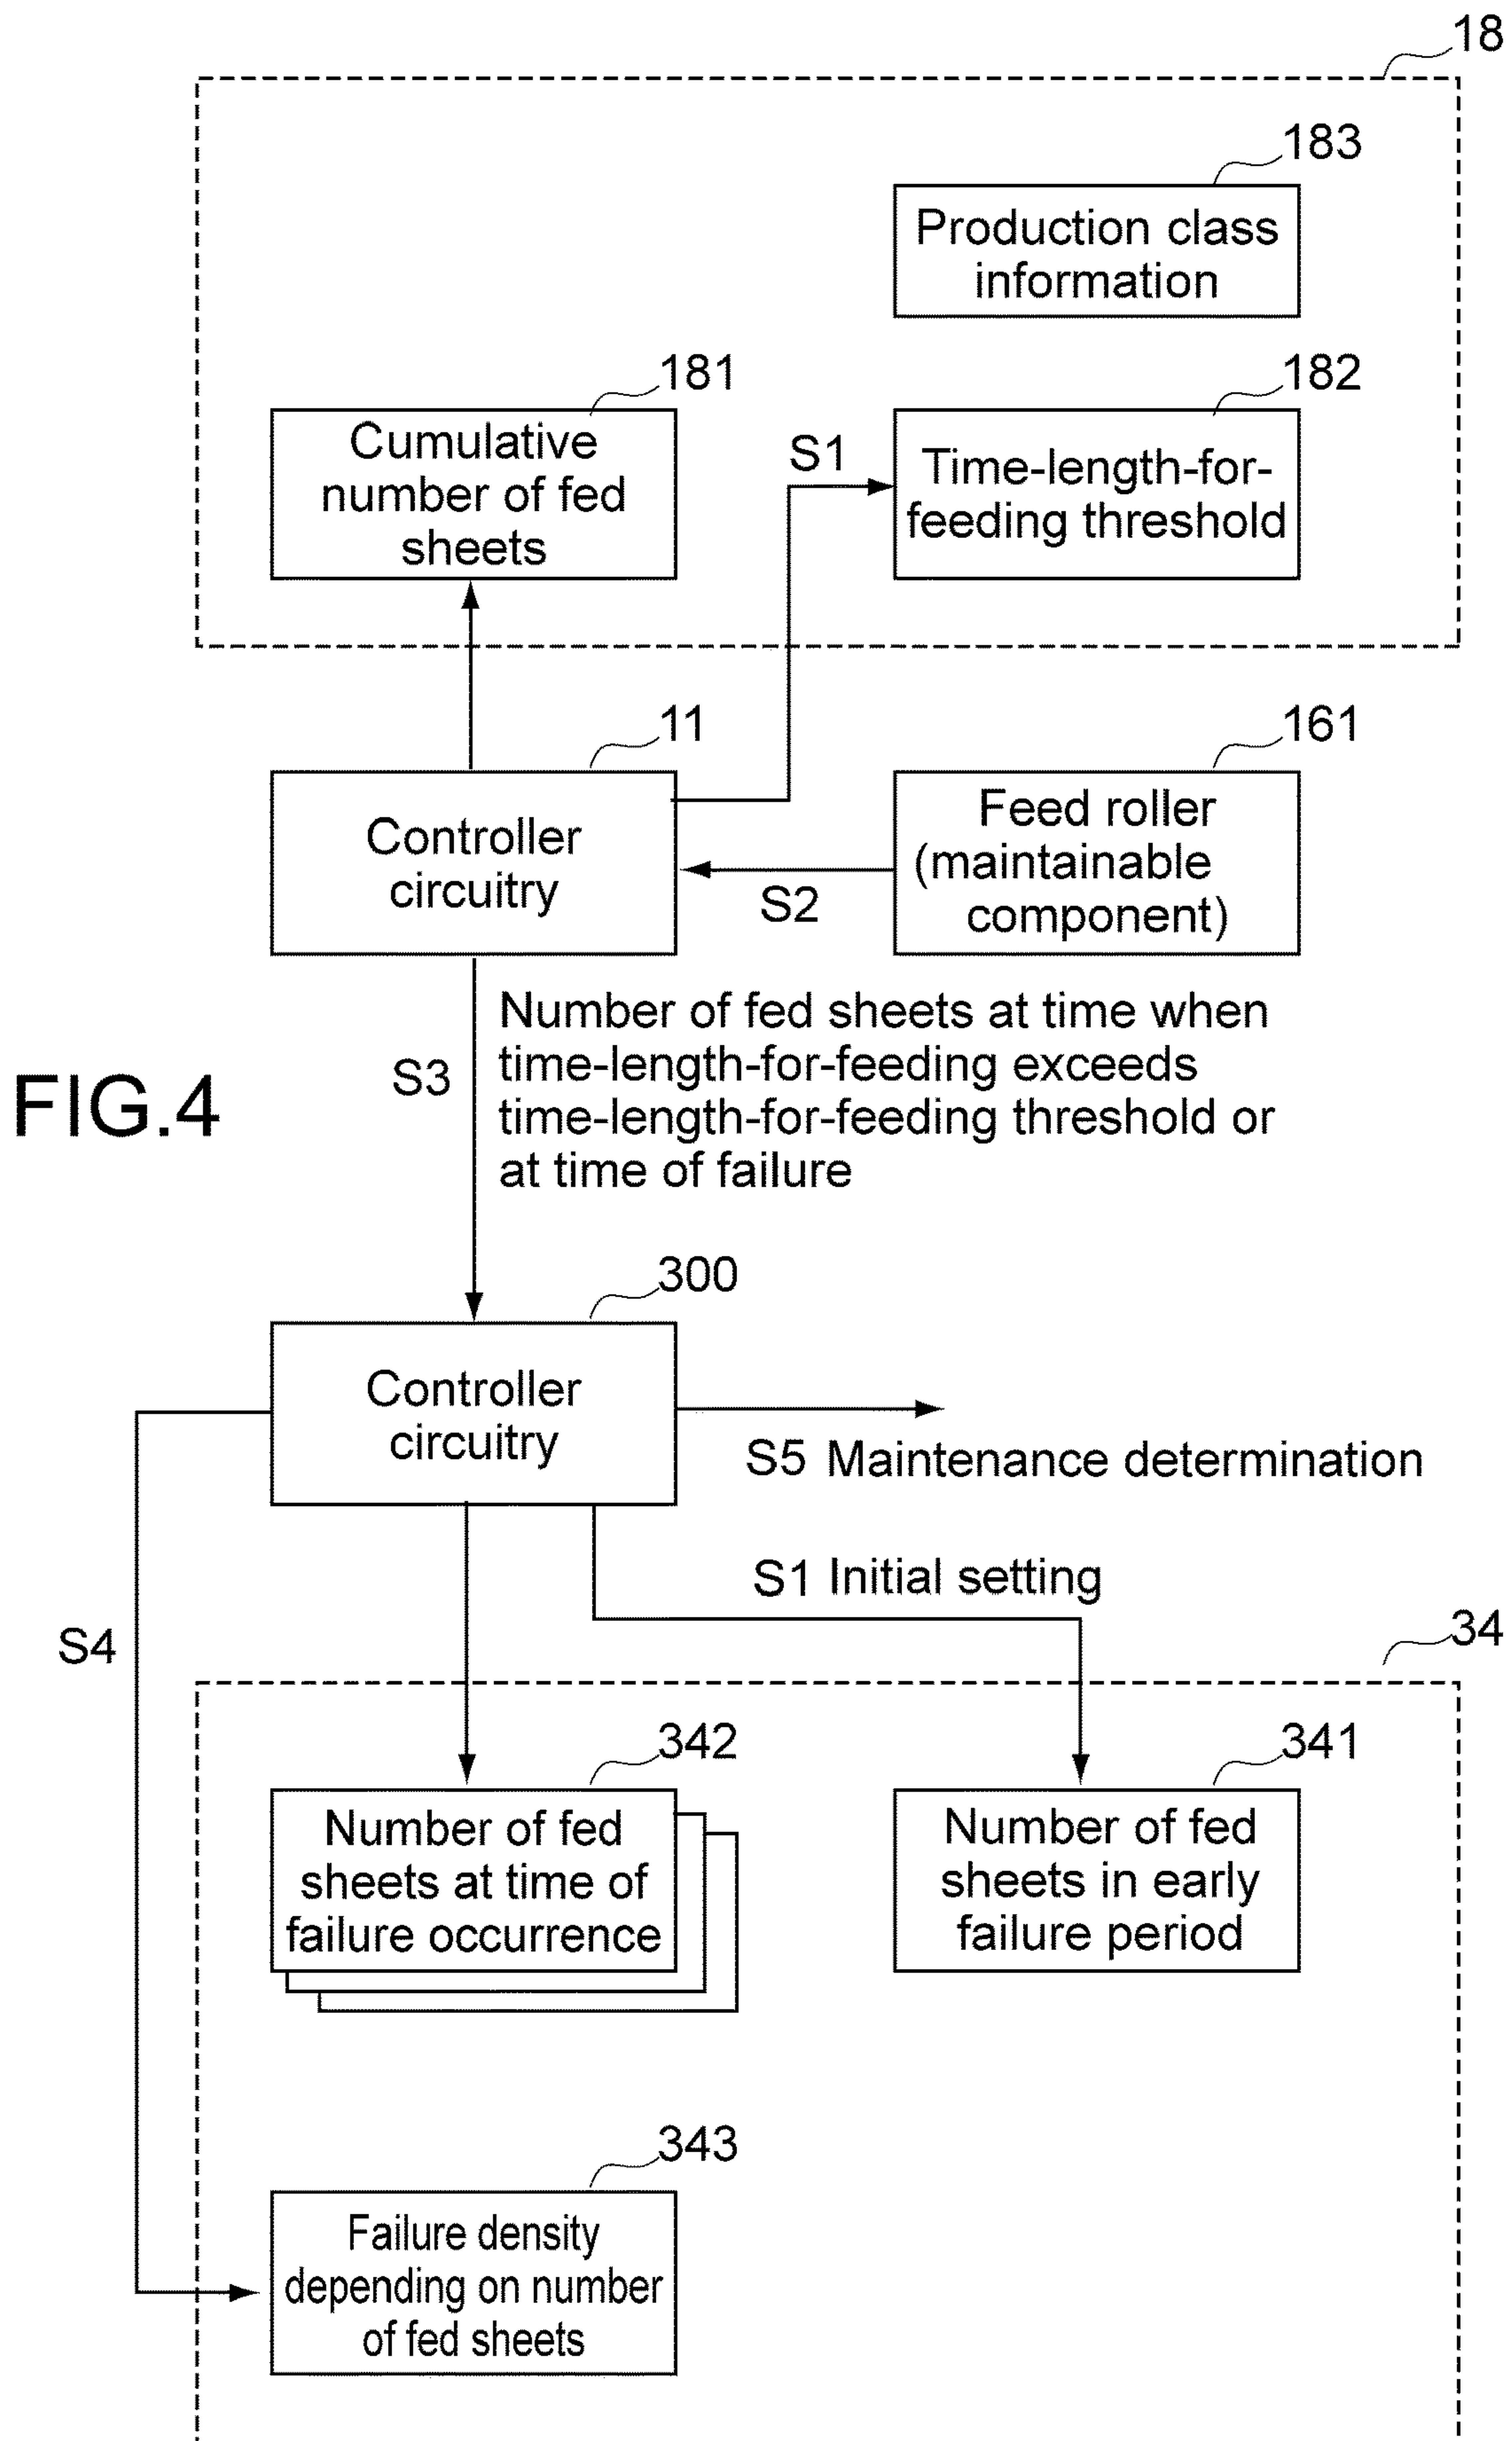 18
183
Production class
information
181
182
Cumulative
number of fed
sheets
S1
Time-length-for-
feeding threshold
11
161
Controller
circuitry
S2
Feed roller
(maintainable
component)
FIG.4
S3
Number of fed sheets at time when
time-length-for-feeding exceeds
time-length-for-feeding threshold or
at time of failure
300
Controller
circuitry
S5 Maintenance determination
S1 Initial setting
S4
34
342
341
Number of fed
sheets at time of
failure occurrence
Number of fed
sheets in early
failure period
343
Failure density
depending on number
of fed sheets